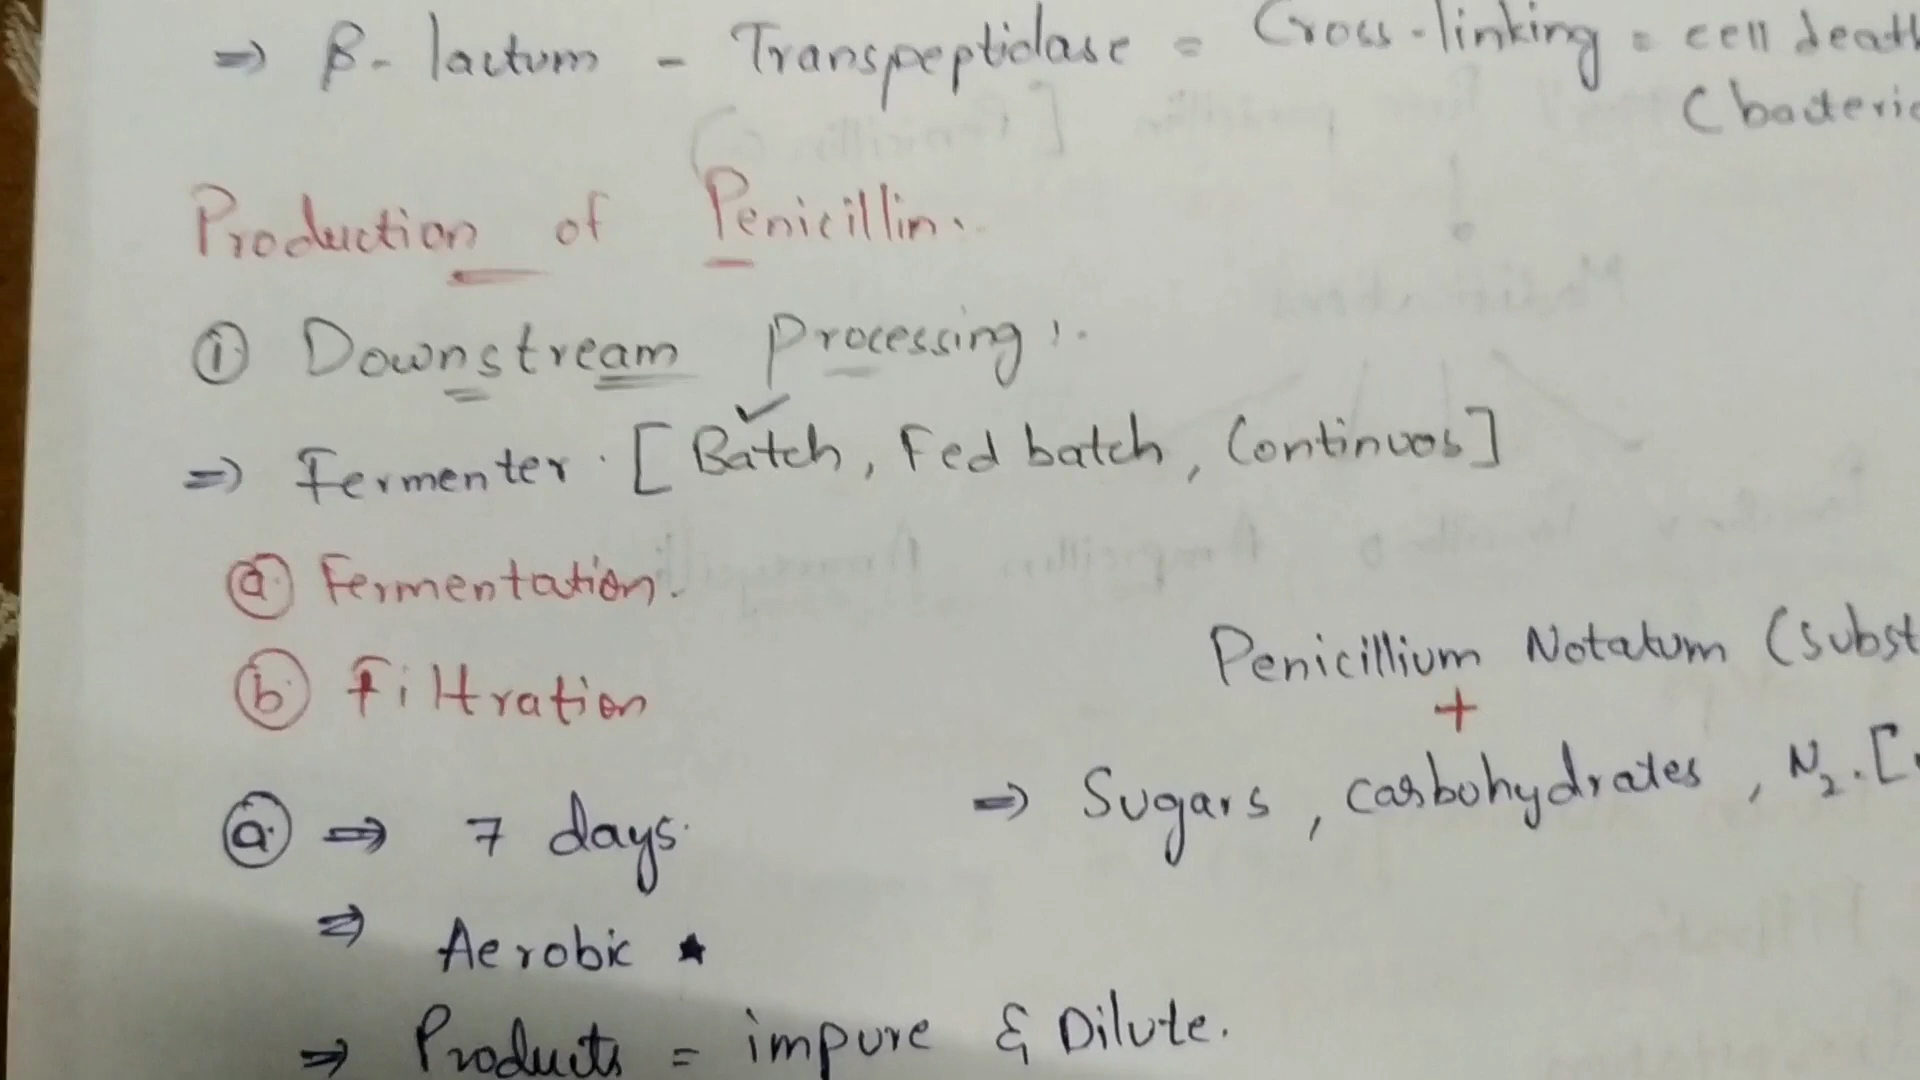 ⇒ β- lactum - Transpeptidase = Cross-linking = cell death
(bacteric
Production of Penicillin.
① Downstream Processing:-
⇒ Fermenter. [Batch, Fed batch, Continuos]
ⓐ Fermentation.
ⓑ Filtration
Penicillium Notatum (Subst
+
⇒ Sugars, carbohydrates, N₂. [
ⓐ ⇒ 7 days.
⇒ Aerobic ★
⇒ Products = impure & Dilute.